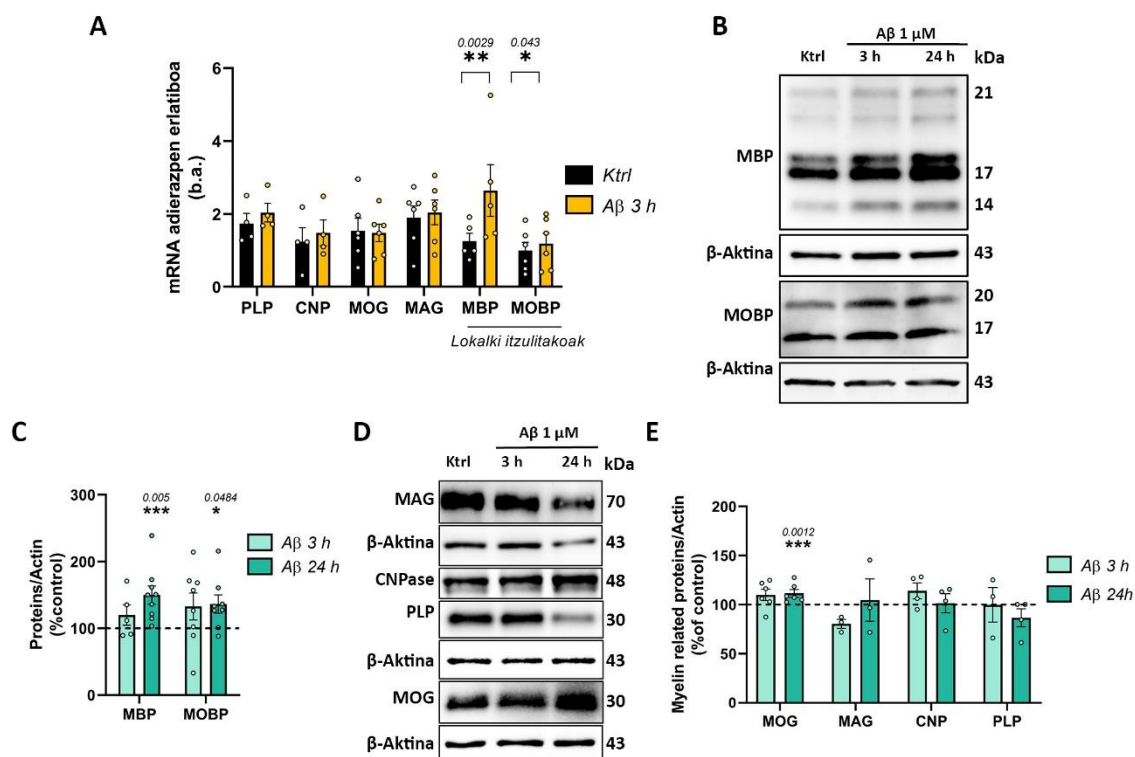 A
0.0029
0.043
**
*
mRNA adierazpen erlatiboa
(b.a.)
6
4
2
0
PLP
CNP
MOG
MAG
MBP
MOBP
Lokalki itzulitakoak
Ktrl
Aβ 3 h
B
Aβ 1 μM
Ktrl
3 h
24 h
kDa
MBP
21
17
14
β-Aktina
43
MOBP
20
17
β-Aktina
43
C
Proteins/Actin
(%control)
300
200
100
0
0.005
***
0.0484
*
MBP
MOBP
Aβ 3 h
Aβ 24 h
D
Aβ 1 μM
Ktrl
3 h
24 h
kDa
MAG
70
β-Aktina
43
CNPase
48
PLP
30
β-Aktina
43
MOG
30
β-Aktina
43
E
Myelin related proteins/Actin
(%of control)
200
150
100
50
0
0.0012
***
MOG
MAG
CNP
PLP
Aβ 3 h
Aβ 24h